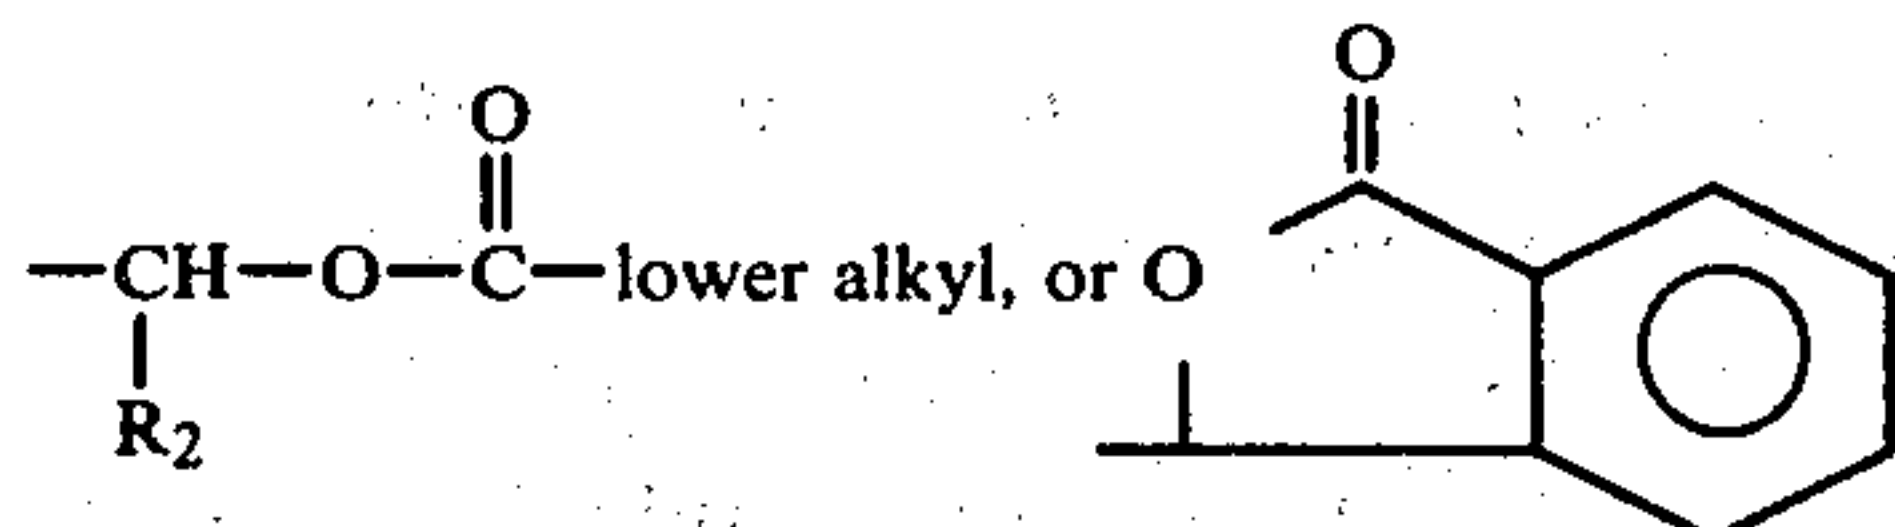 O
O
—CH—O—C—lower alkyl, or O
R₂